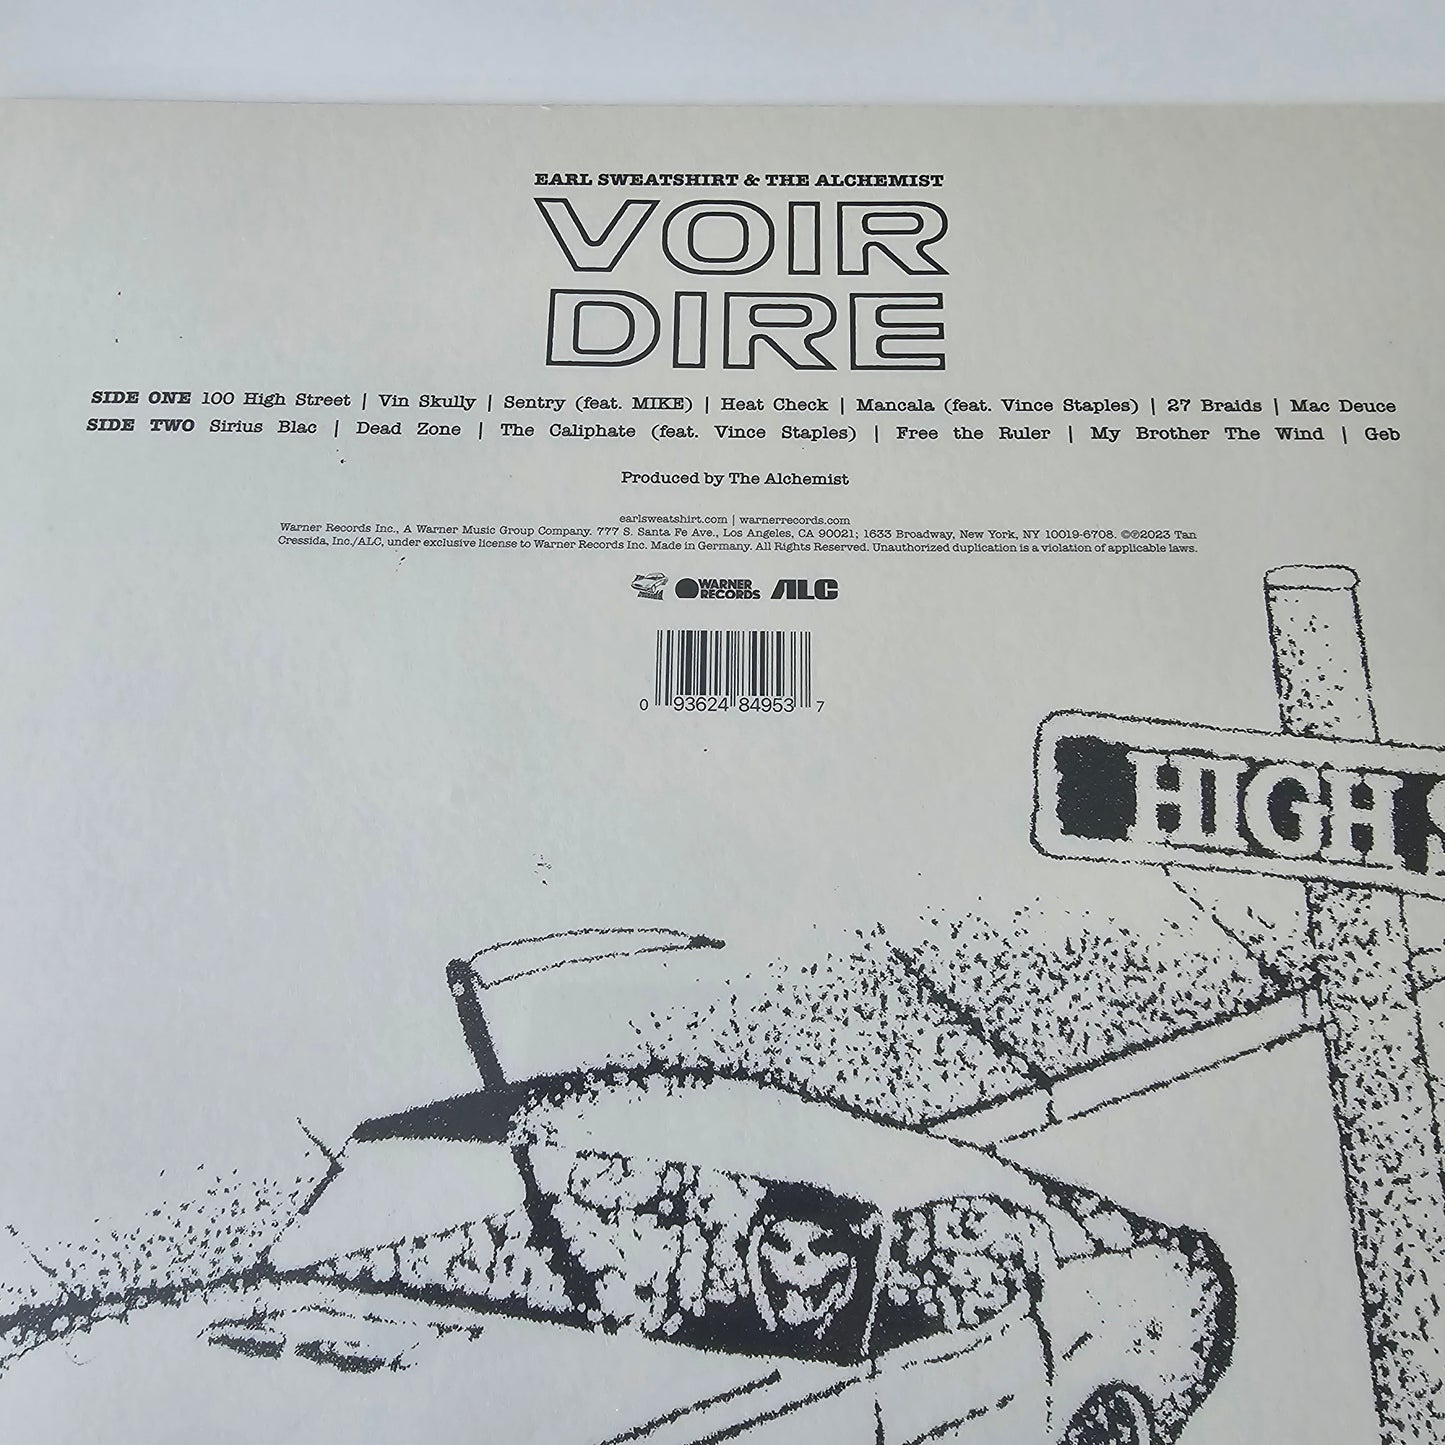 EARL SWEATSHIRT & THE ALCHEMIST
VOIR
DIRE
SIDE ONE 100 High Street | Vin Skully | Sentry (feat. MIKE) | Heat Check | Mancala (feat. Vince Staples) | 27 Braids | Mac Deuce
SIDE TWO Sirius Blac | Dead Zone | The Caliphate (feat. Vince Staples) | Free the Ruler | My Brother The Wind | Geb
Produced by The Alchemist
earlsweatshirt.com | warnerrecords.com
Warner Records Inc., A Warner Music Group Company. 777 S. Santa Fe Ave., Los Angeles, CA 90021; 1633 Broadway, New York, NY 10019-6708. ©℗2023 Tan
Cressida, Inc./ALC, under exclusive license to Warner Records Inc. Made in Germany. All Rights Reserved. Unauthorized duplication is a violation of applicable laws.
WARNER
RECORDS
ALC
0 93624 84953 7
HIGH S